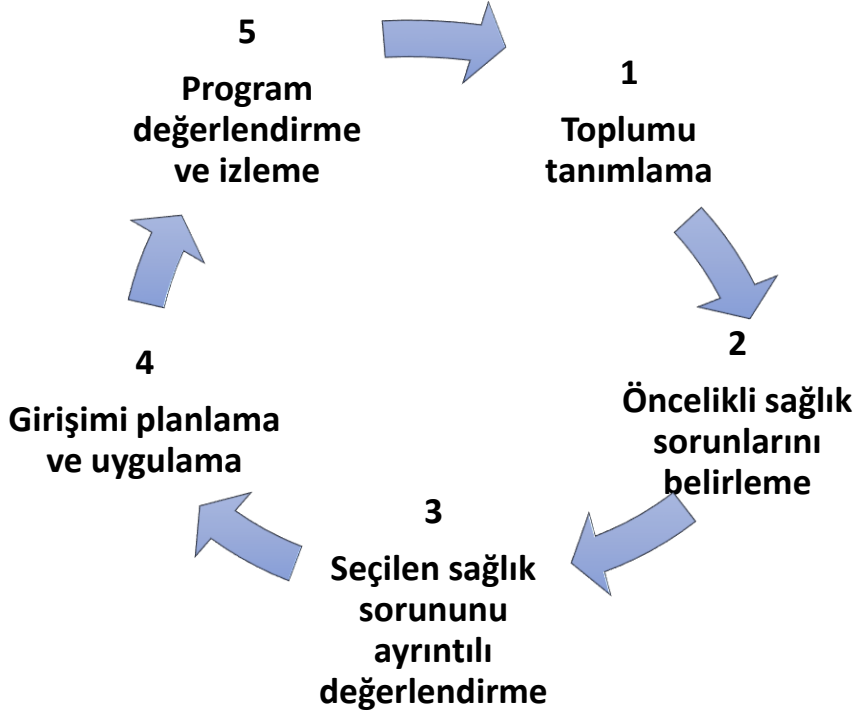 1
Toplumu
tanımlama
2
Öncelikli sağlık
sorunlarını
belirleme
3
Seçilen sağlık
sorununu
ayrıntılı
değerlendirme
4
Girişimi planlama
ve uygulama
5
Program
değerlendirme
ve izleme